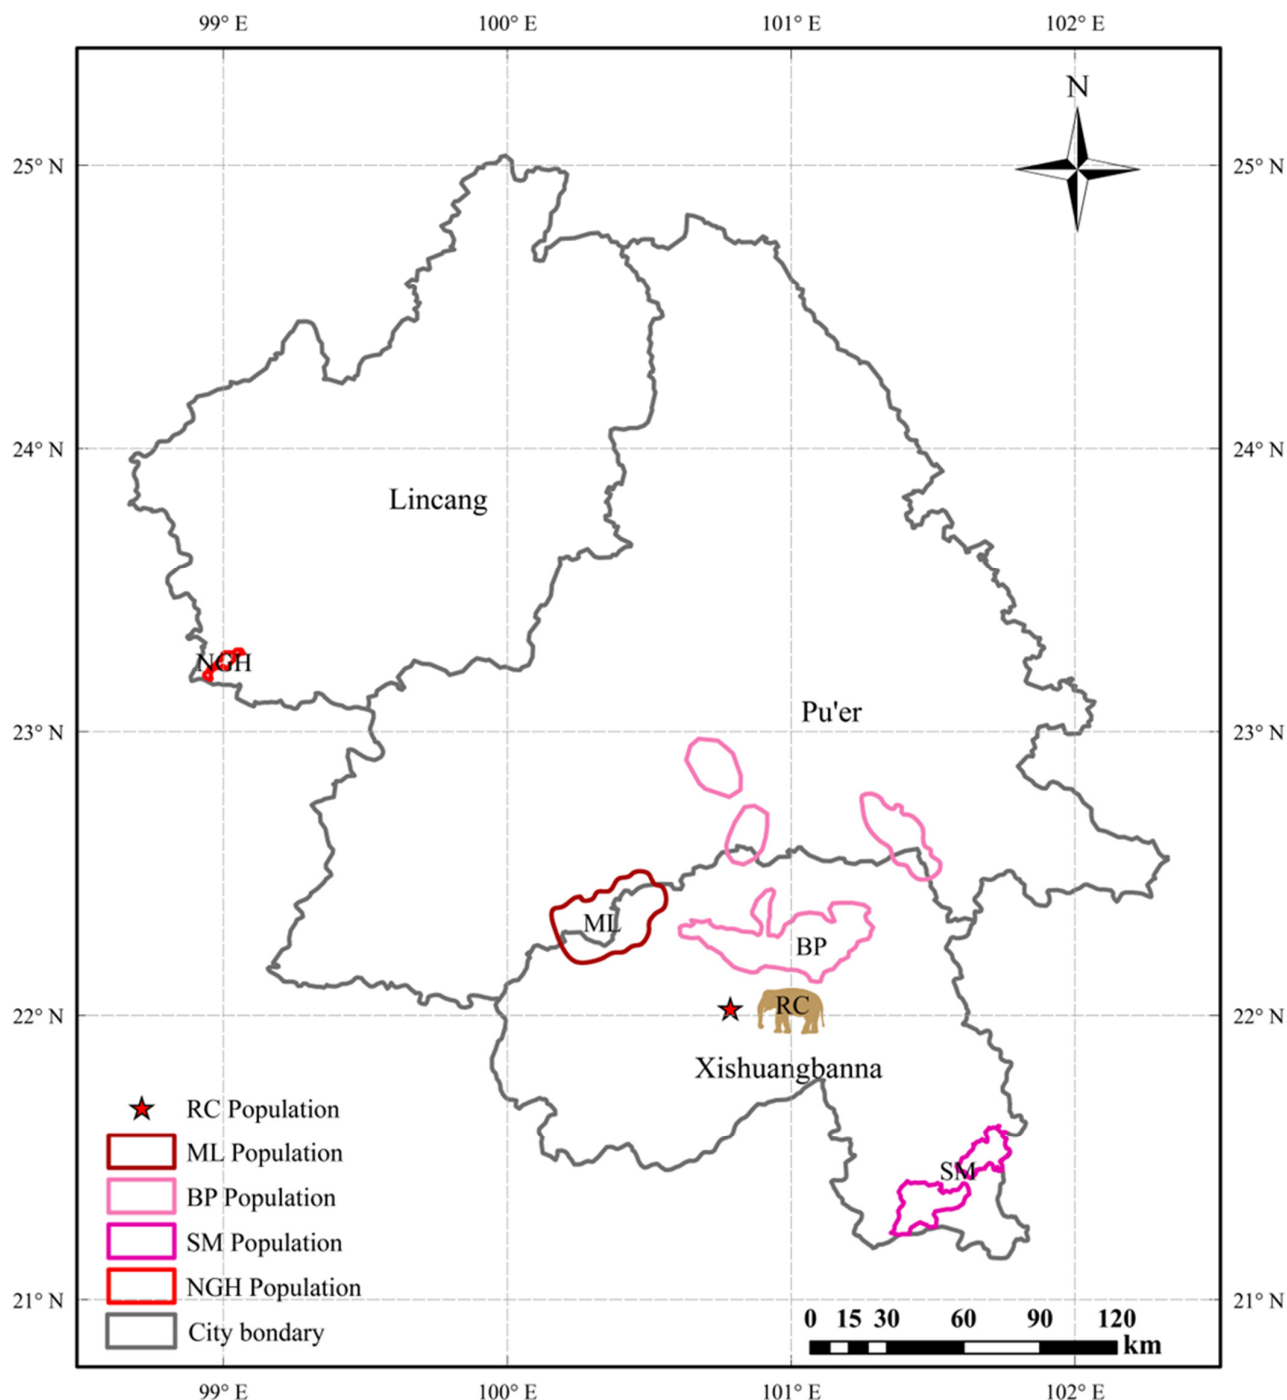 99° E 100° E 101° E 102° E
N
25° N 25° N
24° N 24° N
Lincang
NGH
Pu'er
23° N 23° N
ML
BP
RC
22° N 22° N
Xishuangbanna
SM
RC Population
ML Population
BP Population
SM Population
NGH Population
City bondary
21° N 21° N
0 15 30 60 90 120
km
99° E 100° E 101° E 102° E